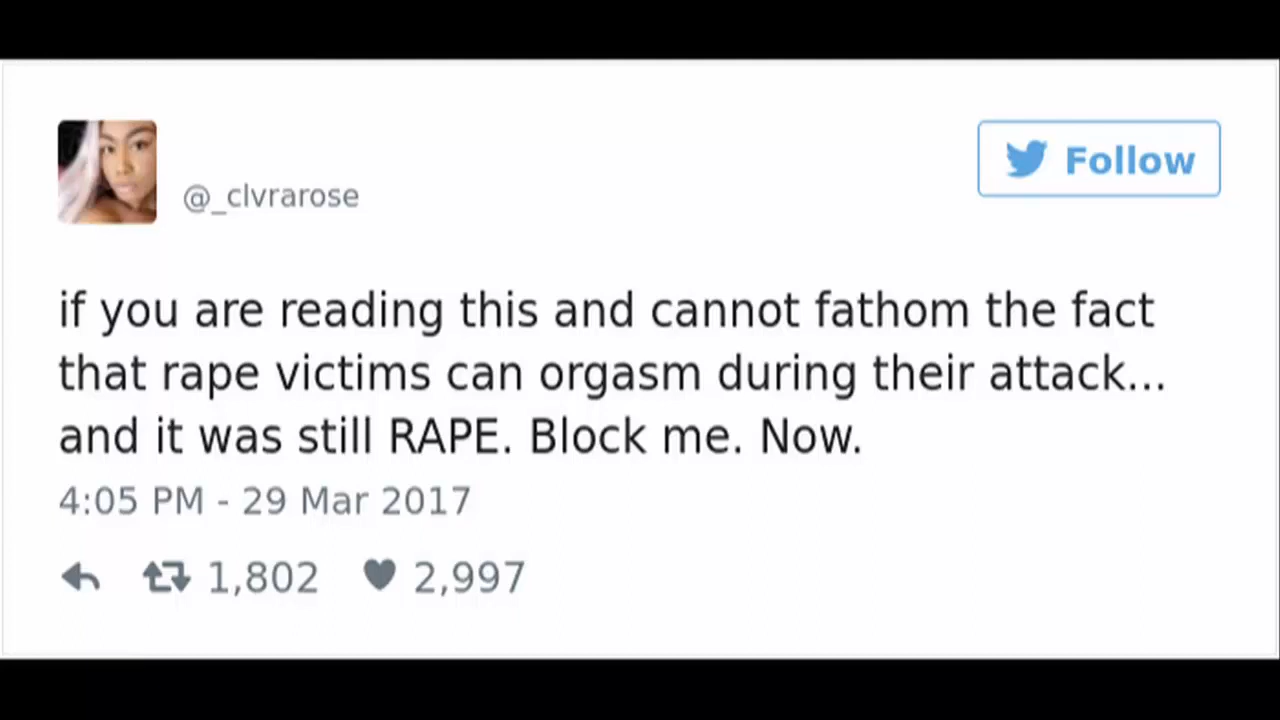 @_clvrarose
Follow
if you are reading this and cannot fathom the fact
that rape victims can orgasm during their attack...
and it was still RAPE. Block me. Now.
4:05 PM - 29 Mar 2017
1,802 2,997